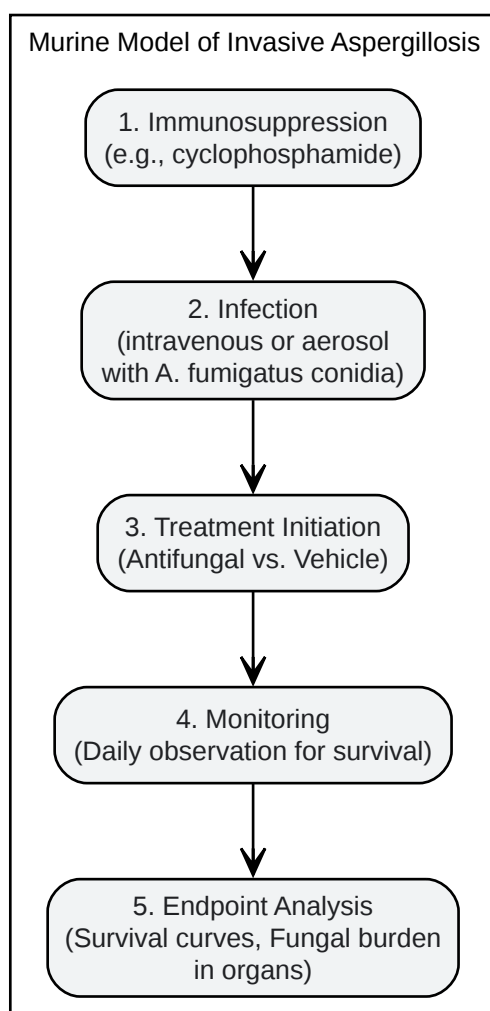 Murine Model of Invasive Aspergillosis
1. Immunosuppression
(e.g., cyclophosphamide)
2. Infection
(intravenous or aerosol
with A. fumigatus conidia)
3. Treatment Initiation
(Antifungal vs. Vehicle)
4. Monitoring
(Daily observation for survival)
5. Endpoint Analysis
(Survival curves, Fungal burden
in organs)